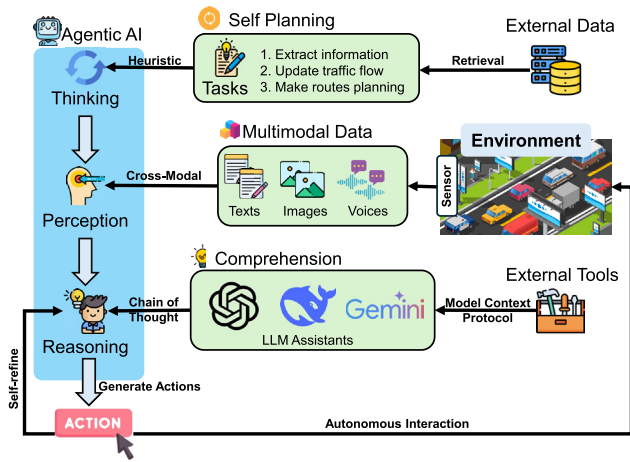 Self Planning
External Data
Agentic AI
Heuristic
Tasks
1. Extract information
2. Update traffic flow
3. Make routes planning
Retrieval
Thinking
Multimodal Data
Environment
Cross-Modal
Texts
Images
Voices
Sensor
Perception
Comprehension
External Tools
Chain of
Thought
Gemini
LLM Assistants
Model Context
Protocol
Reasoning
Self-refine
Generate Actions
ACTION
Autonomous Interaction